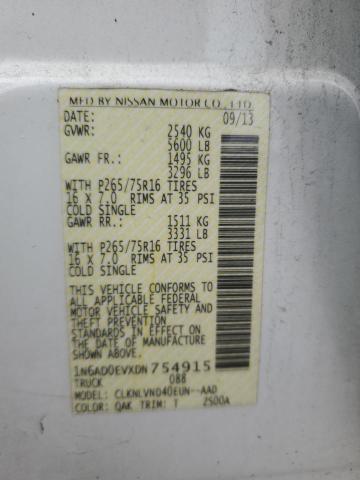 MFD BY NISSAN MOTOR CO., LTD.
DATE: 09/13
GVWR: 2540 KG
5600 LB
GAWR FR.: 1495 KG
3296 LB
WITH P265/75R16 TIRES
16 X 7.0 RIMS AT 35 PSI
COLD SINGLE
GAWR RR.: 1511 KG
3331 LB
WITH P265/75R16 TIRES
16 X 7.0 RIMS AT 35 PSI
COLD SINGLE
THIS VEHICLE CONFORMS TO
ALL APPLICABLE FEDERAL
MOTOR VEHICLE SAFETY AND
THEFT PREVENTION
STANDARDS IN EFFECT ON
THE DATE OF MANUFACTURE
SHOWN ABOVE.
1N6AD0EVXDN754915
TRUCK 088
MODEL: CLKNLVND40EUN--AAD
COLOR: QAK TRIM: T 2500A